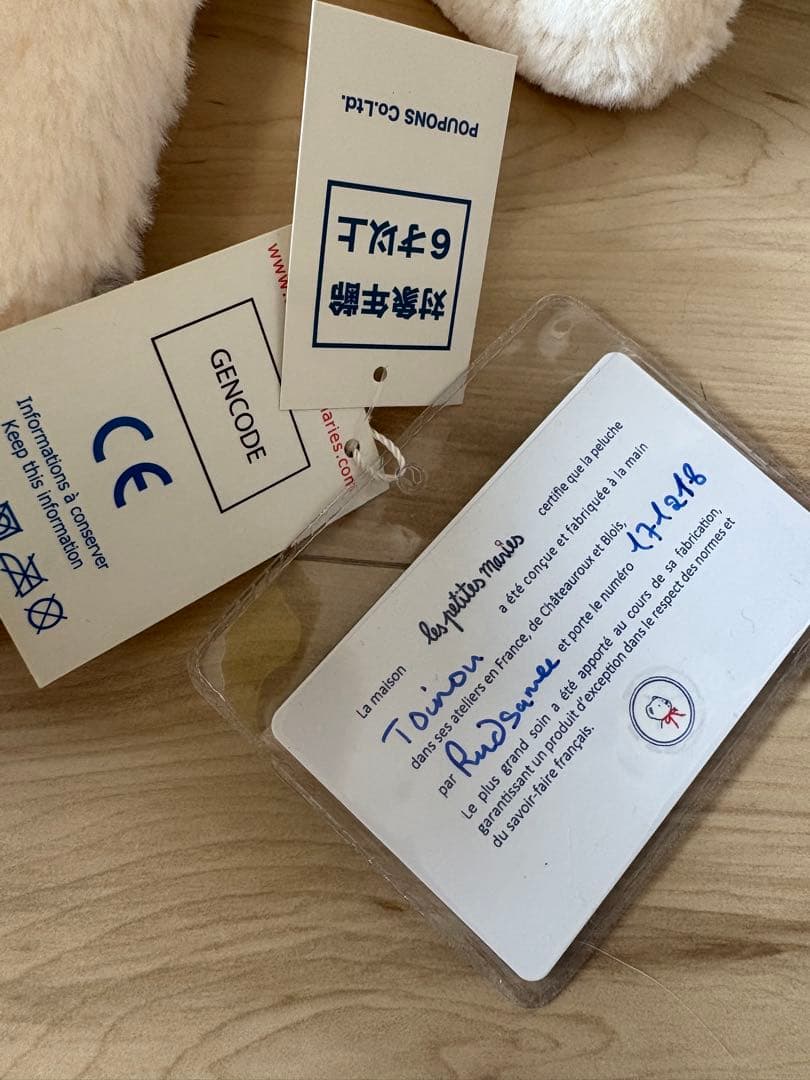 POUPONS Co.Ltd.
対象年齢
6才以上
www.
maries.com
GENCODE
CE
Informations à conserver
Keep this information
La maison les petites maries certifie que la peluche
Toinou a été conçue et fabriquée à la main
dans ses ateliers en France, de Châteauroux et Blois,
par et porte le numéro 171218
Le plus grand soin a été apporté au cours de sa fabrication,
garantissant un produit d'exception dans le respect des normes et
du savoir-faire français.